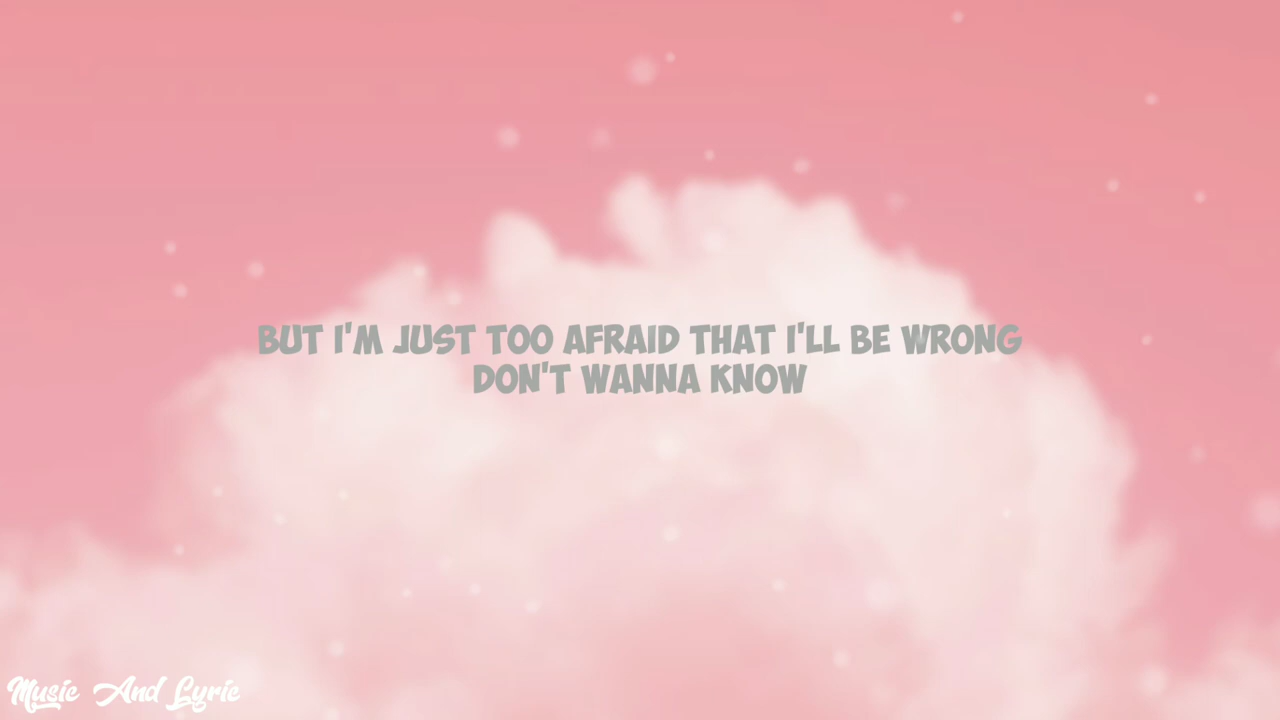 BUT I'M JUST TOO AFRAID THAT I'LL BE WRONG
DON'T WANNA KNOW
Music And Lyric